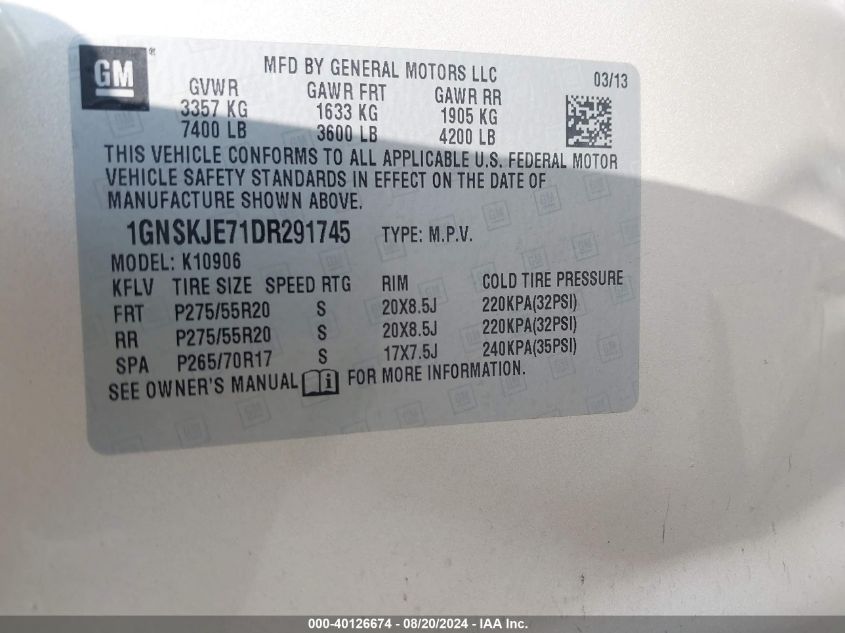 GM ®
MFD BY GENERAL MOTORS LLC
03/13
GVWR GAWR FRT GAWR RR
3357 KG 1633 KG 1905 KG
7400 LB 3600 LB 4200 LB
THIS VEHICLE CONFORMS TO ALL APPLICABLE U.S. FEDERAL MOTOR
VEHICLE SAFETY STANDARDS IN EFFECT ON THE DATE OF
MANUFACTURE SHOWN ABOVE.
1GNSKJE71DR291745 TYPE: M.P.V.
MODEL: K10906
KFLV TIRE SIZE SPEED RTG RIM COLD TIRE PRESSURE
FRT P275/55R20 S 20X8.5J 220KPA(32PSI)
RR P275/55R20 S 20X8.5J 220KPA(32PSI)
SPA P265/70R17 S 17X7.5J 240KPA(35PSI)
SEE OWNER'S MANUAL i FOR MORE INFORMATION.
000-40126674 - 08/20/2024 - IAA Inc.